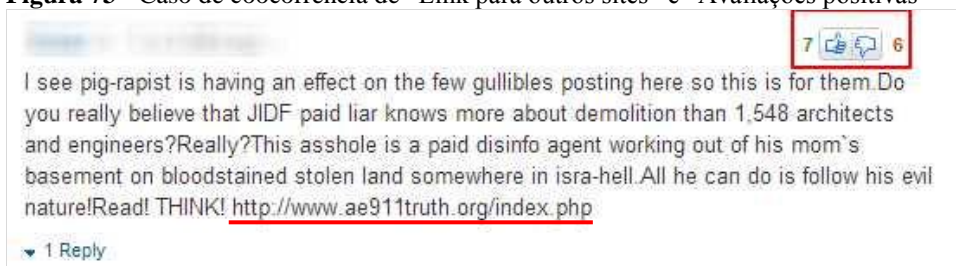 Figura 75 - Caso de coocorrência de "Link para outros sites" e "Avaliações positivas"
7 6
I see pig-rapist is having an effect on the few gullibles posting here so this is for them.Do
you really believe that JIDF paid liar knows more about demolition than 1,548 architects
and engineers?Really?This asshole is a paid disinfo agent working out of his mom`s
basement on bloodstained stolen land somewhere in isra-hell.All he can do is follow his evil
nature!Read! THINK! http://www.ae911truth.org/index.php
1 Reply